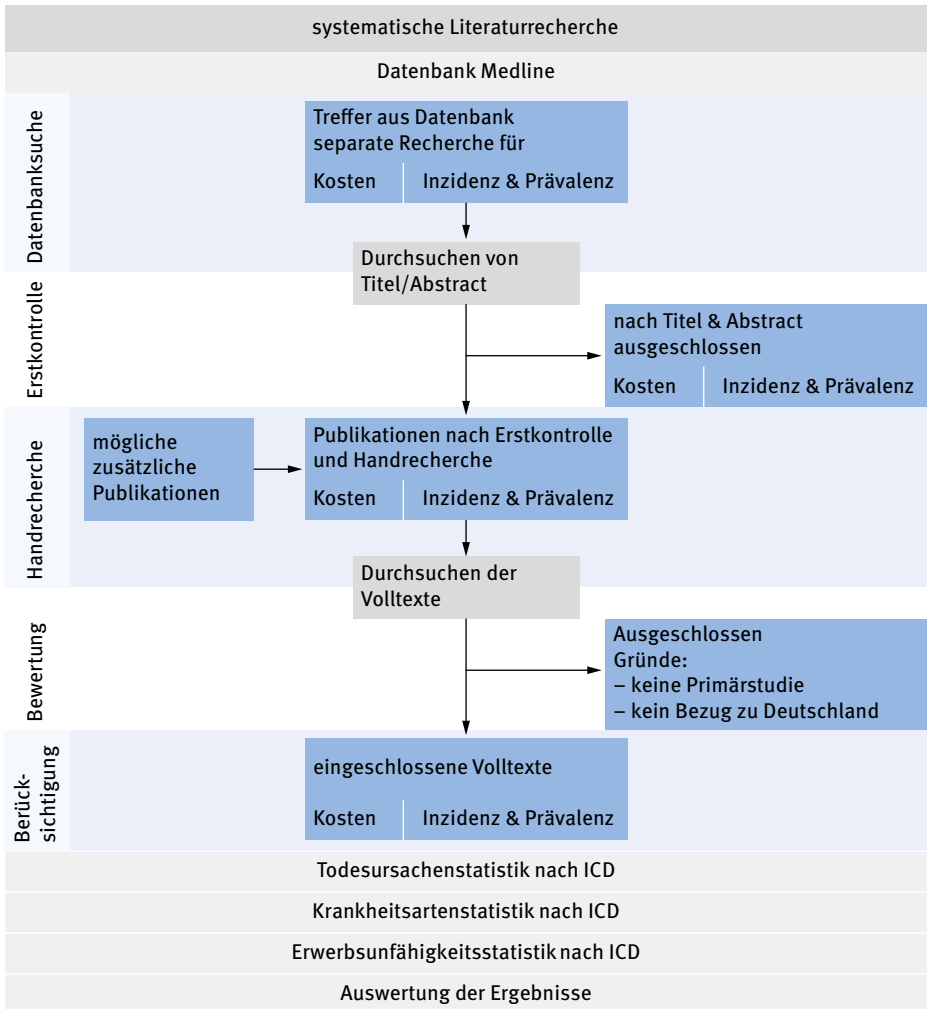 systematische Literaturrecherche
Datenbank Medline
Datenbanksuche
Treffer aus Datenbank
separate Recherche für
Kosten
Inzidenz & Prävalenz
Durchsuchen von
Titel/Abstract
Erstkontrolle
nach Titel & Abstract
ausgeschlossen
Kosten
Inzidenz & Prävalenz
Handrecherche
mögliche
zusätzliche
Publikationen
Publikationen nach Erstkontrolle
und Handrecherche
Kosten
Inzidenz & Prävalenz
Durchsuchen der
Volltexte
Bewertung
Ausgeschlossen
Gründe:
– keine Primärstudie
– kein Bezug zu Deutschland
Berück-
sichtigung
eingeschlossene Volltexte
Kosten
Inzidenz & Prävalenz
Todesursachenstatistik nach ICD
Krankheitsartenstatistik nach ICD
Erwerbsunfähigkeitsstatistik nach ICD
Auswertung der Ergebnisse